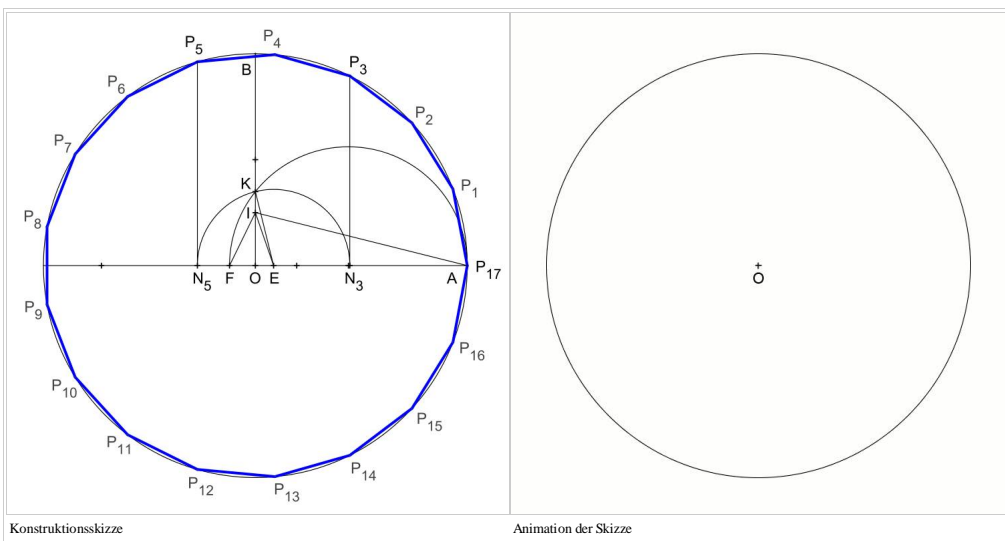 P5 P4
B P3
P6
P2
P7
K P1
I
P8
N5 F O E N3 A P17
O
P9
P16
P10
P15
P11
P14
P12 P13
Konstruktionsskizze
Animation der Skizze